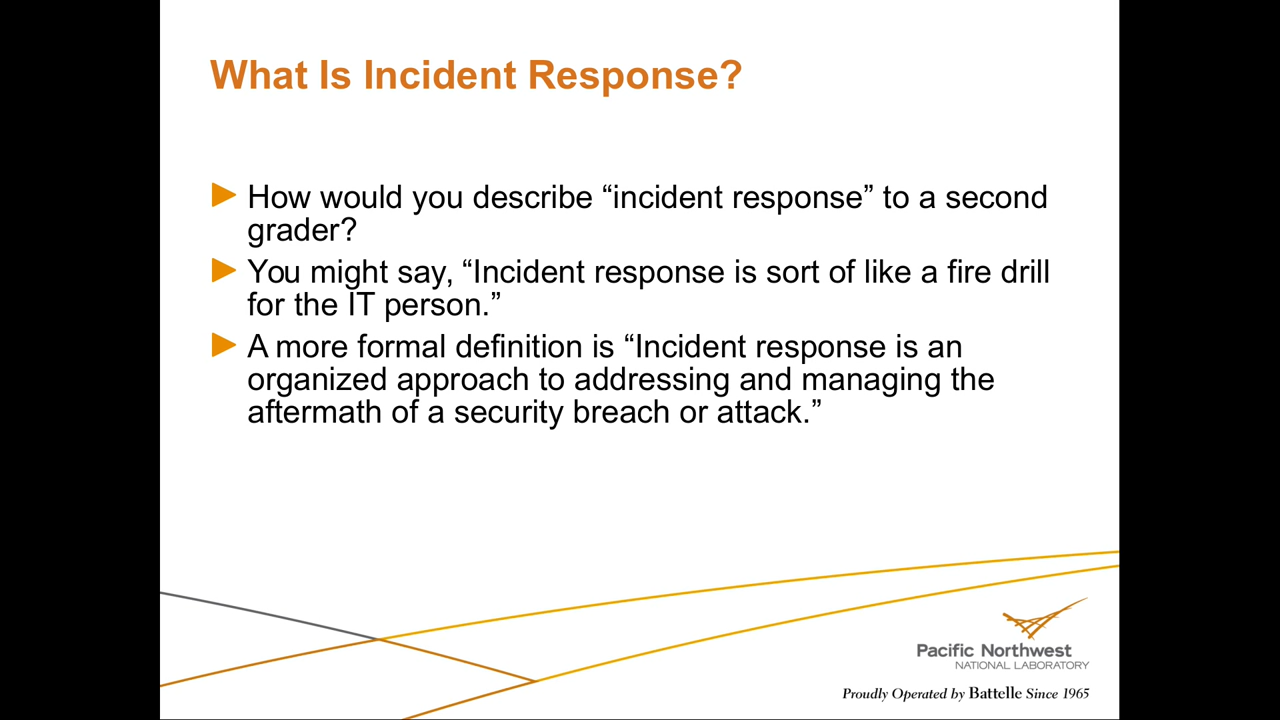 What Is Incident Response?
How would you describe “incident response” to a second
grader?
You might say, “Incident response is sort of like a fire drill
for the IT person.”
A more formal definition is “Incident response is an
organized approach to addressing and managing the
aftermath of a security breach or attack.”
Pacific Northwest
NATIONAL LABORATORY
Proudly Operated by Battelle Since 1965